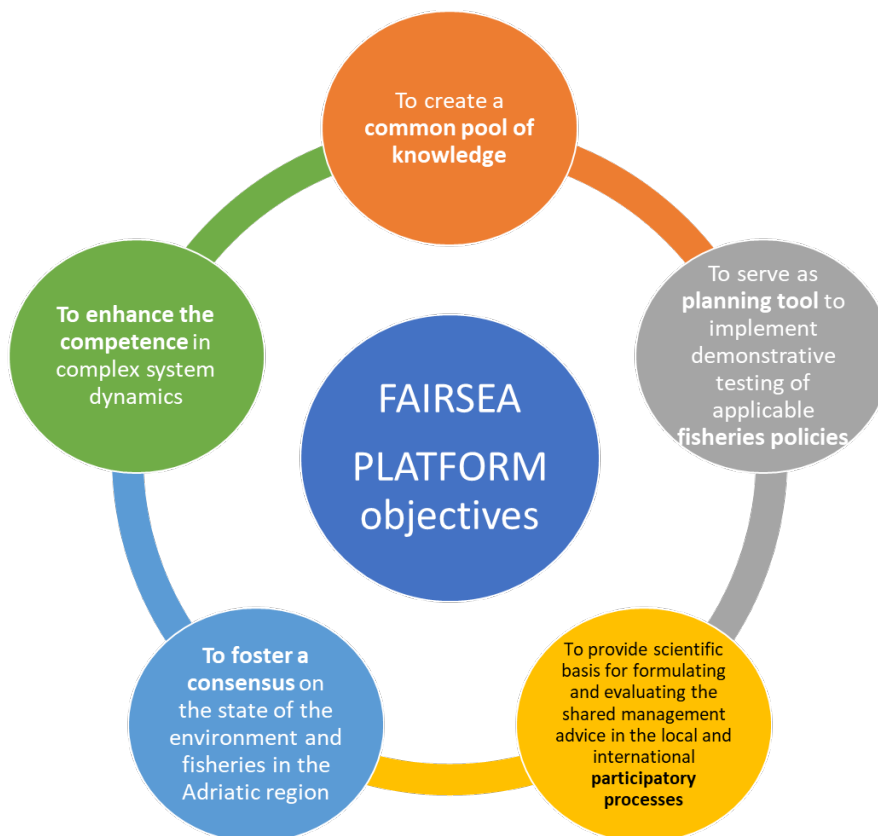 To create a
common pool of
knowledge
To serve as
planning tool to
implement
demonstrative
testing of
applicable
fisheries policies
To provide scientific
basis for formulating
and evaluating the
shared management
advice in the local and
international
participatory
processes
To foster a
consensus on
the state of the
environment and
fisheries in the
Adriatic region
To enhance the
competence in
complex system
dynamics
FAIRSEA
PLATFORM
objectives